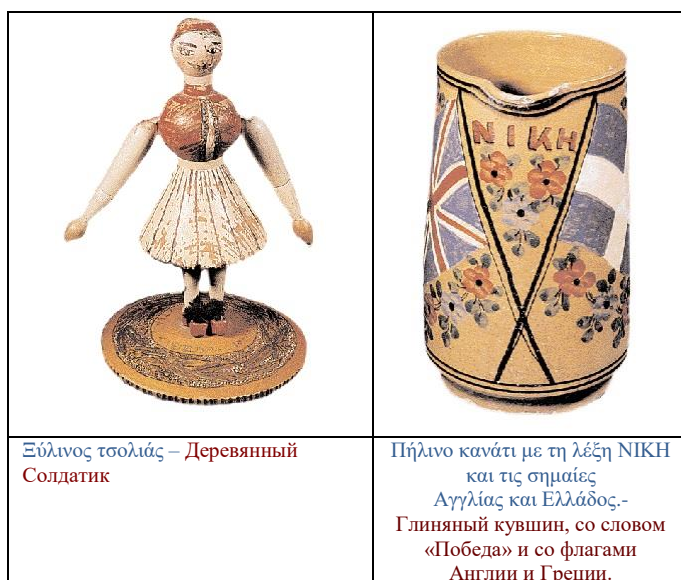 ΝΙΚΗ
Ξύλινος τσολιάς – Деревянный
Солдатик
Πήλινο κανάτι με τη λέξη ΝΙΚΗ
και τις σημαίες
Αγγλίας και Ελλάδος.-
Глиняный кувшин, со словом
«Победа» и со флагами
Англии и Греции.